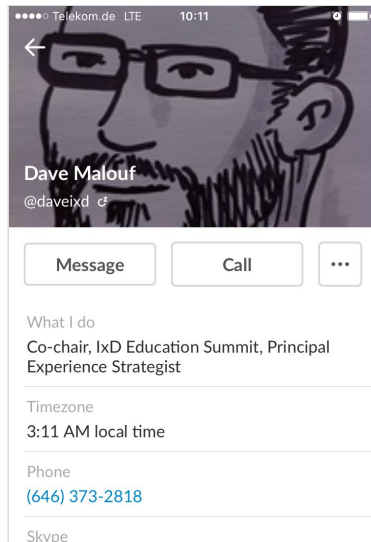 Telekom.de LTE 10:11
Dave Malouf
@daveixd
Message Call
What I do
Co-chair, IxD Education Summit, Principal
Experience Strategist
Timezone
3:11 AM local time
Phone
(646) 373-2818
Skype